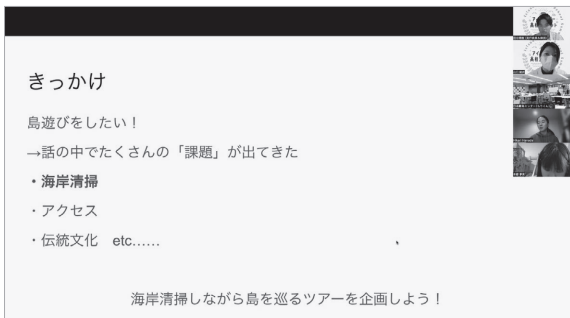 きっかけ
島遊びをしたい！
→話の中でたくさんの「課題」が出てきた
・海岸清掃
・アクセス
・伝統文化　etc……
海岸清掃しながら島を巡るツアーを企画しよう！